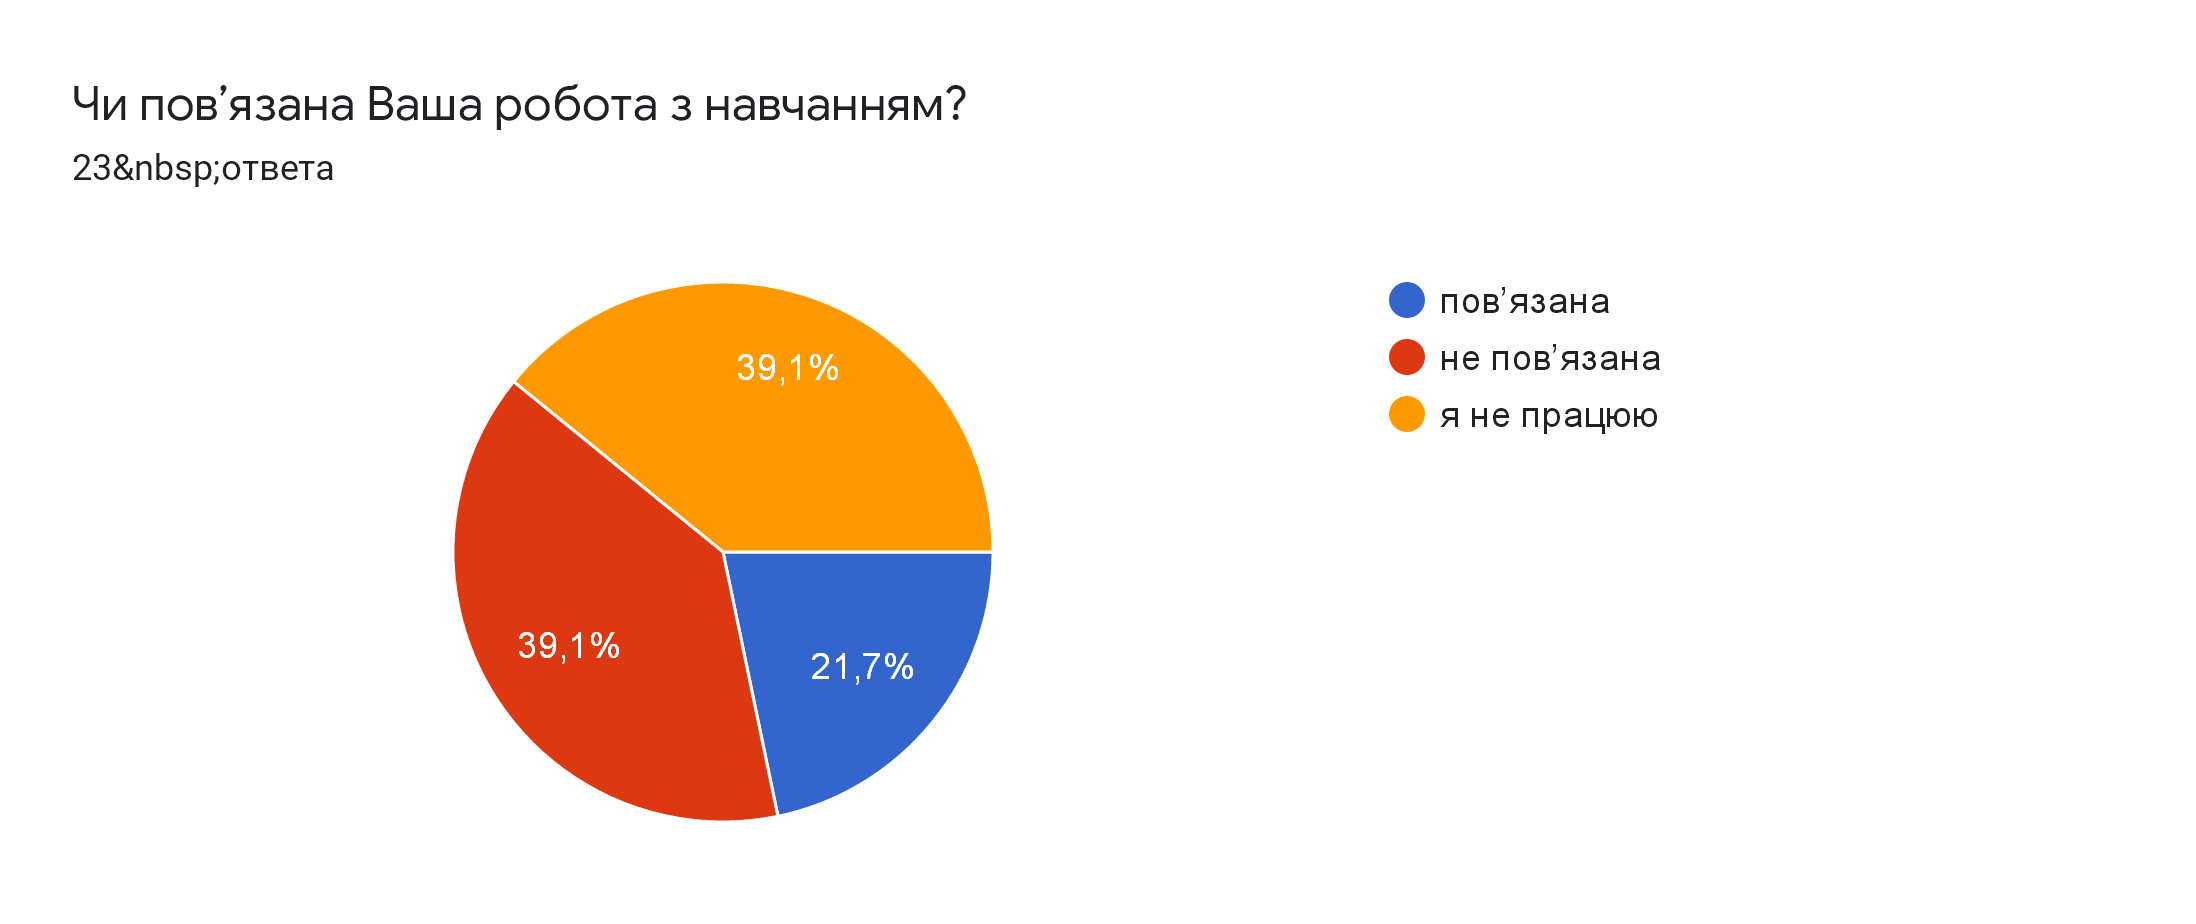 Чи пов’язана Ваша робота з навчанням?
23&nbsp;ответа
39,1%
39,1%
21,7%
пов’язана
не пов’язана
я не працюю